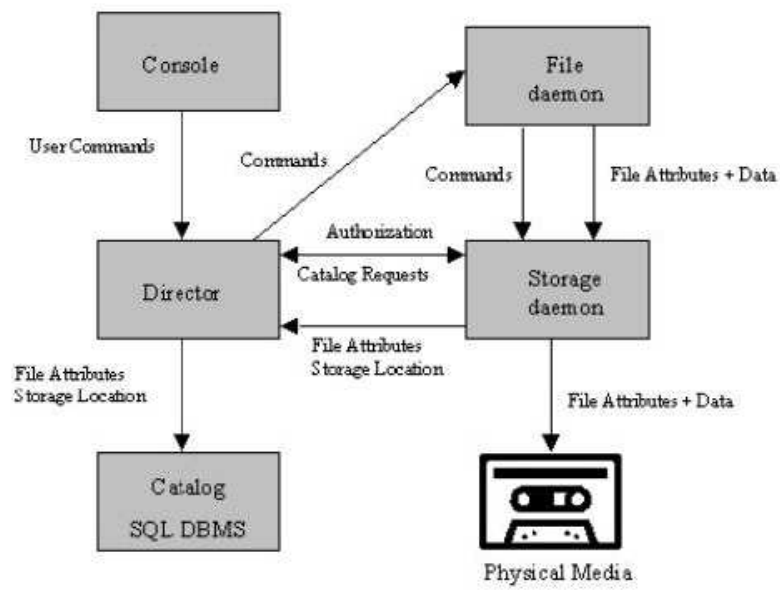 Console
File
daemon
User Commands
Commands
Commands
File Attributes + Data
Authorization
Catalog Requests
Director
Storage
daemon
File Attributes
Storage Location
File Attributes
Storage Location
File Attributes + Data
Catalog
SQL DBMS
Physical Media